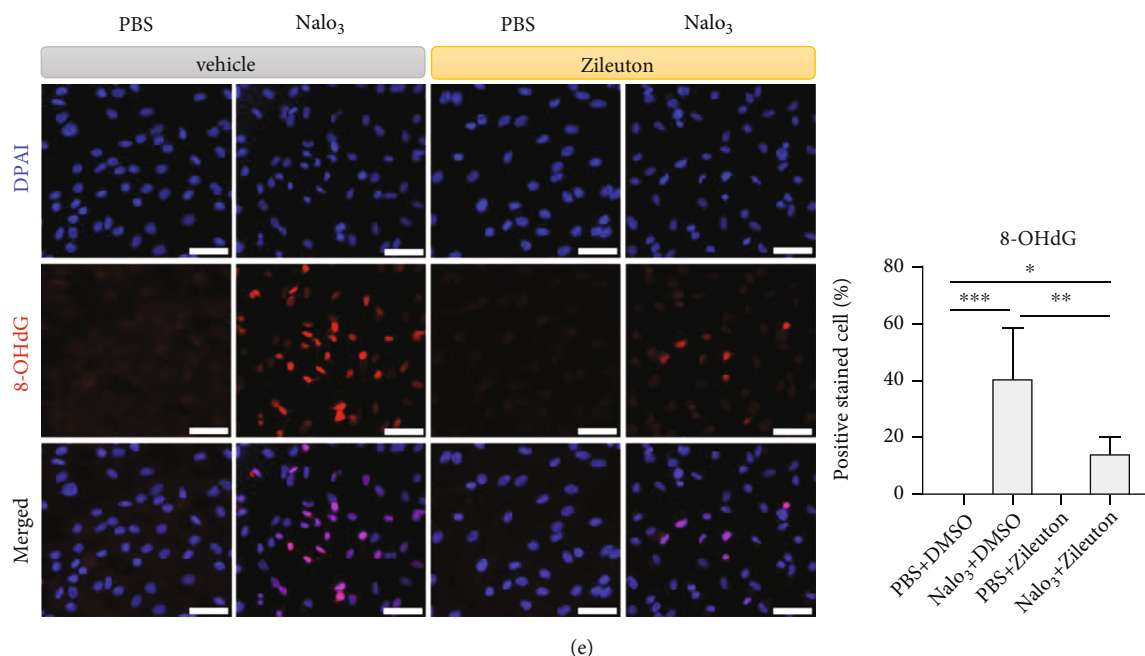 PBS Nalo₃ PBS Nalo₃
vehicle Zileuton
DPAI
8-OHdG
Merged
8-OHdG
Positive stained cell (%)
80
60
40
20
0
*
*** **
PBS+DMSO
Nalo₃+DMSO
PBS+Zileuton
Nalo₃+Zileuton
(e)